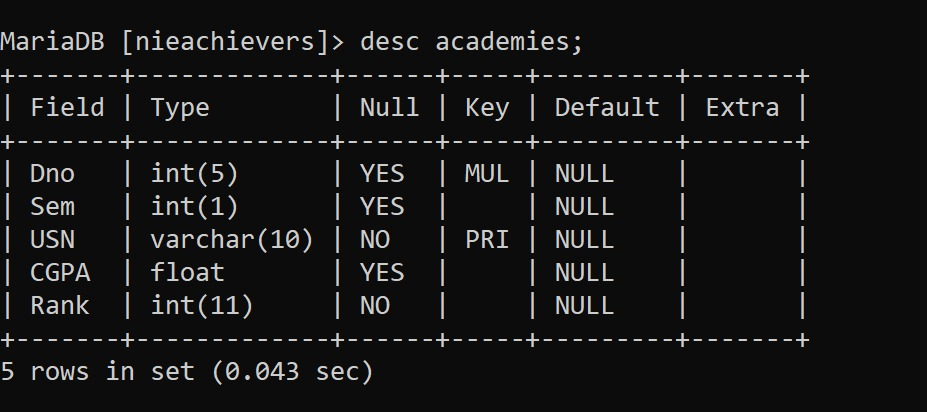 MariaDB [nieachievers]> desc academies;
+-------+-------------+------+-----+---------+-------+
| Field | Type        | Null | Key | Default | Extra |
+-------+-------------+------+-----+---------+-------+
| Dno   | int(5)      | YES  | MUL | NULL    |       |
| Sem   | int(1)      | YES  |     | NULL    |       |
| USN   | varchar(10) | NO   | PRI | NULL    |       |
| CGPA  | float       | YES  |     | NULL    |       |
| Rank  | int(11)     | NO   |     | NULL    |       |
+-------+-------------+------+-----+---------+-------+
5 rows in set (0.043 sec)